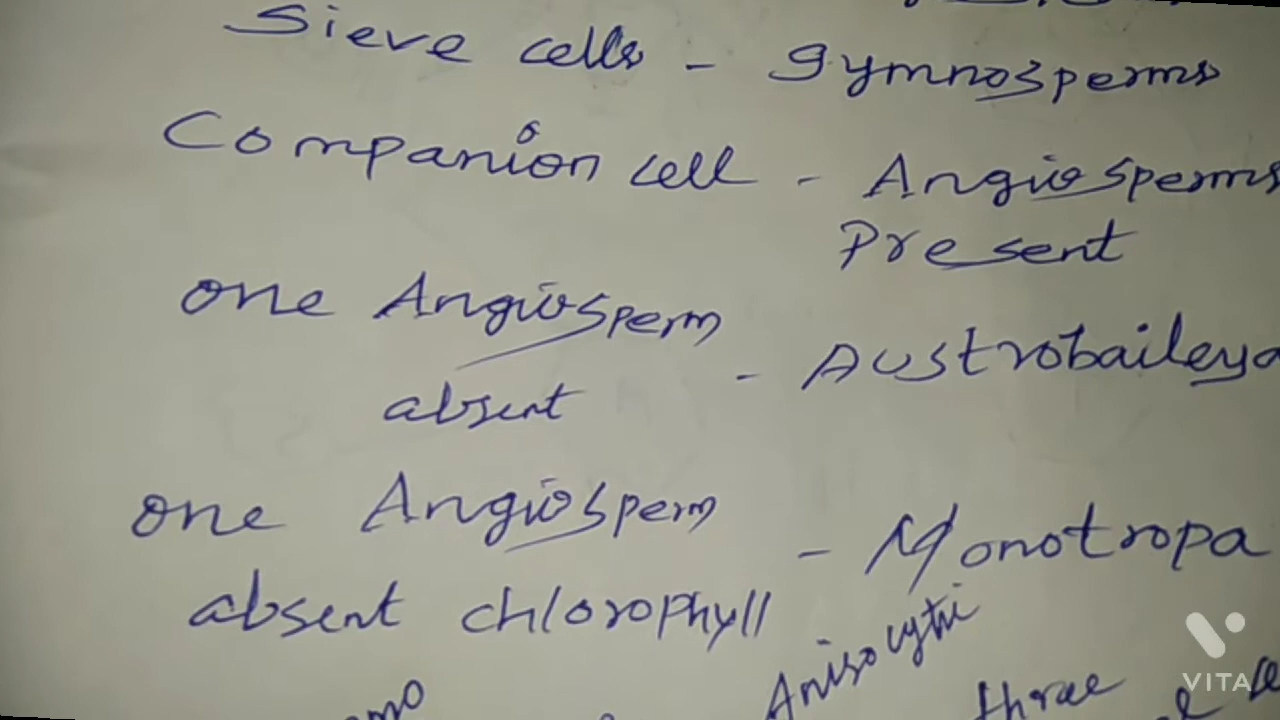 Sieve cells - gymnosperms
Companion cell - Angiosperms
Present
one Angiosperm
absent - Austrobaileya
one Angiosperm
absent chlorophyll - Monotropa
Anisocytic
three
VITA